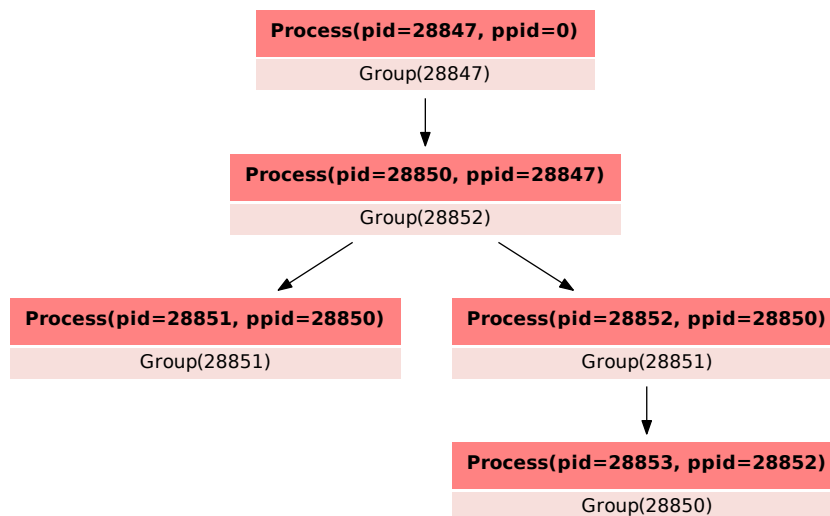 Process(pid=28847, ppid=0)
Group(28847)
Process(pid=28850, ppid=28847)
Group(28852)
Process(pid=28851, ppid=28850)
Group(28851)
Process(pid=28852, ppid=28850)
Group(28851)
Process(pid=28853, ppid=28852)
Group(28850)